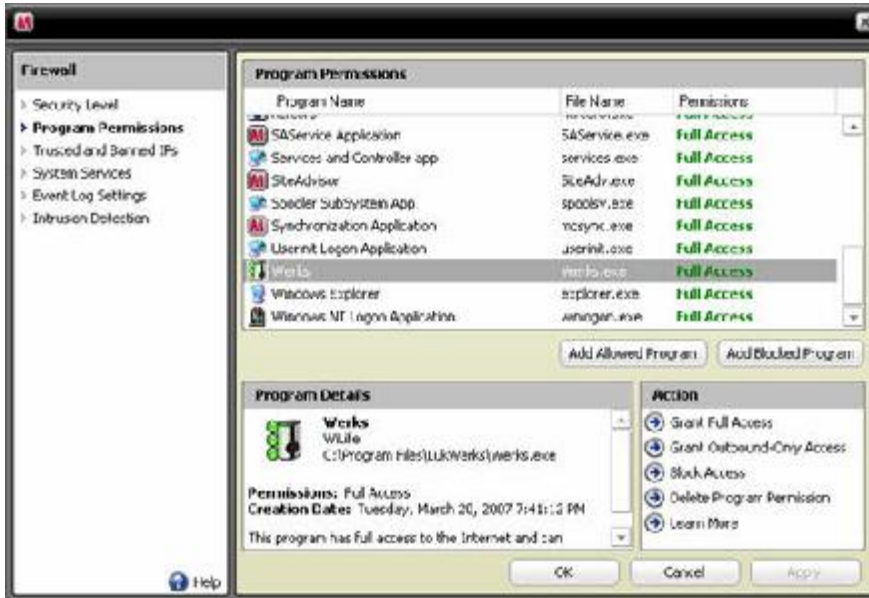 Firewall
Security Level
Program Permissions
Trusted and Banned IPs
System Services
Event Log Settings
Intrusion Detection
Help
Program Permissions
Program Name File Name Permissions
SAService Application SAService.exe Full Access
Services and Controller app services.exe Full Access
SiteAdvisor SiteAdv.exe Full Access
Spooler SubSystem App spoolsv.exe Full Access
Synchronization Application mcsync.exe Full Access
Userinit Logon Application userinit.exe Full Access
Werks werks.exe Full Access
Windows Explorer explorer.exe Full Access
Windows NT Logon Application winlogon.exe Full Access
Add Allowed Program Add Blocked Program
Program Details
Werks
WLite
C:\Program Files\LukWerks\werks.exe
Permissions: Full Access
Creation Date: Tuesday, March 20, 2007 7:41:12 PM
This program has full access to the Internet and can
Action
Grant Full Access
Grant Outbound-Only Access
Block Access
Delete Program Permission
Learn More
OK Cancel Apply